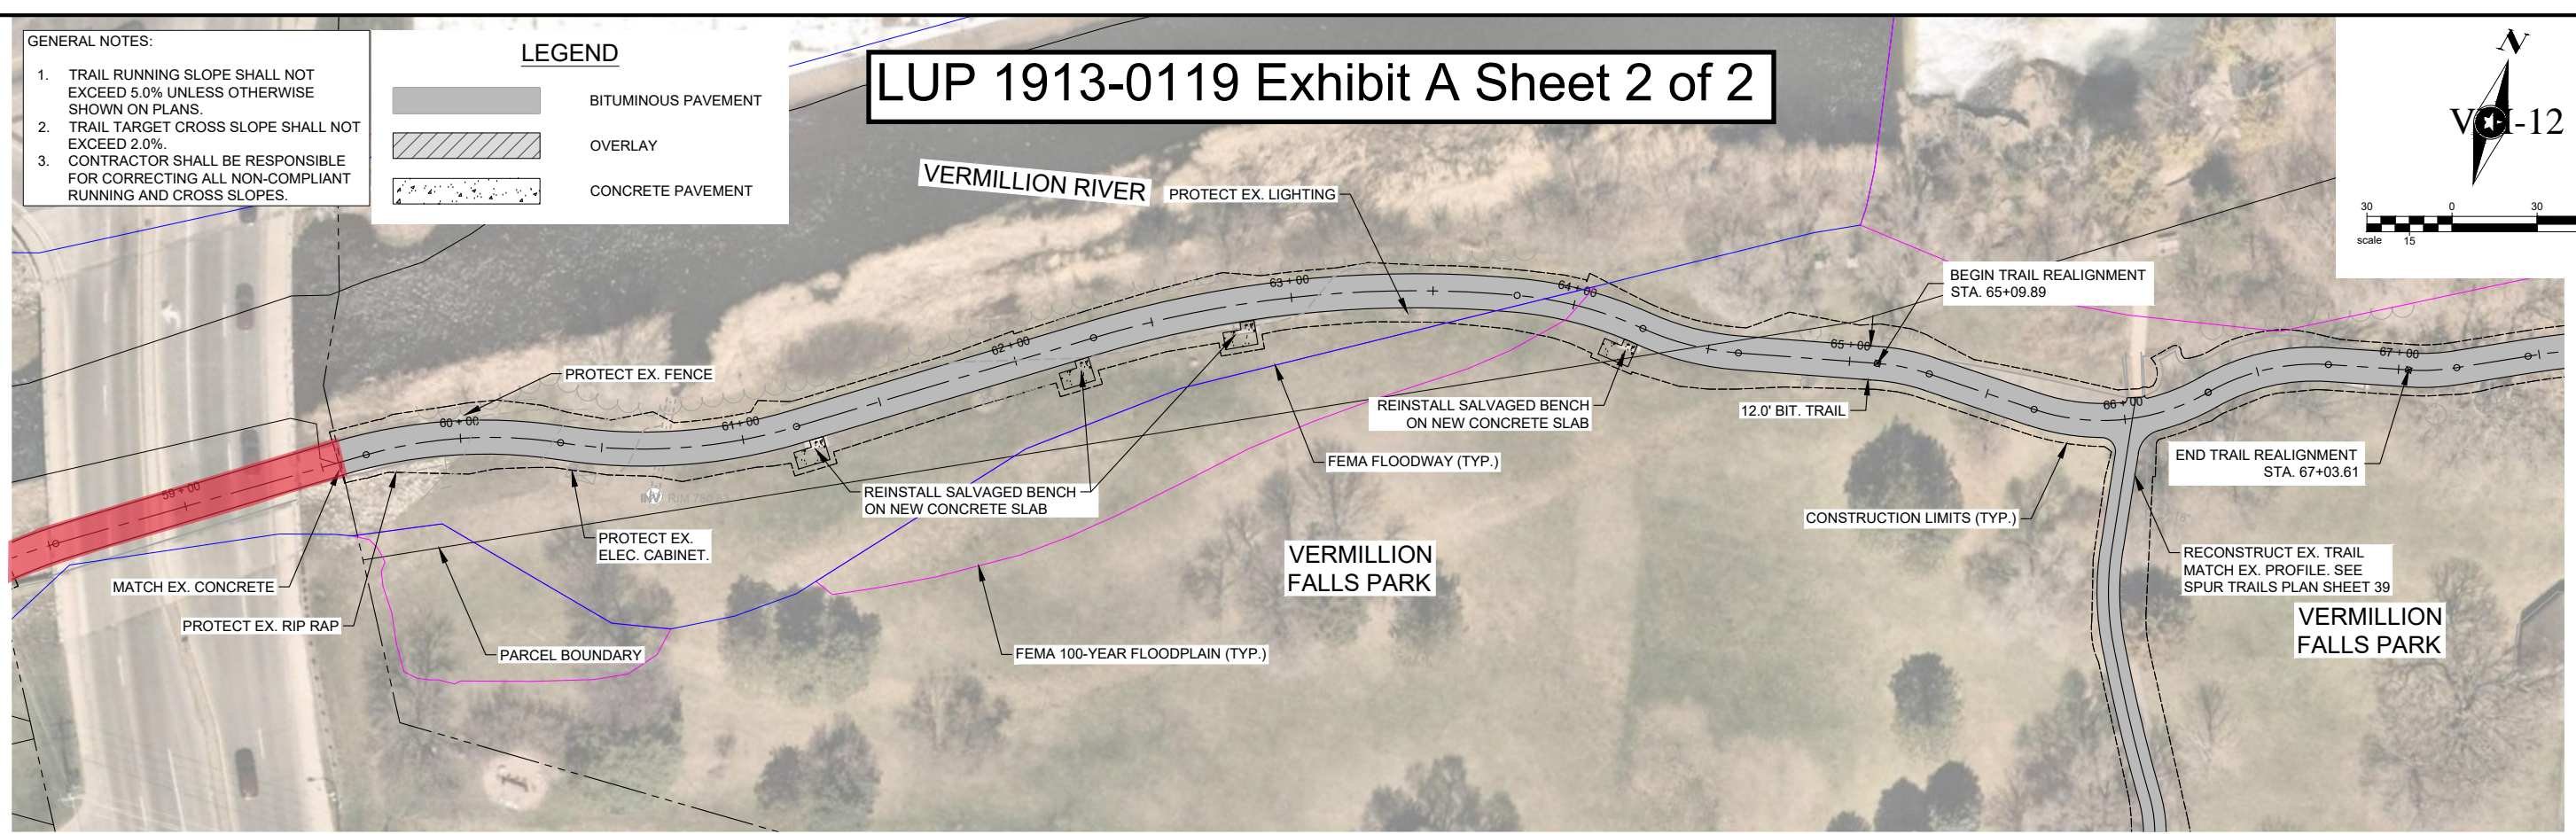 GENERAL NOTES:
1. TRAIL RUNNING SLOPE SHALL NOT
EXCEED 5.0% UNLESS OTHERWISE
SHOWN ON PLANS.
2. TRAIL TARGET CROSS SLOPE SHALL NOT
EXCEED 2.0%.
3. CONTRACTOR SHALL BE RESPONSIBLE
FOR CORRECTING ALL NON-COMPLIANT
RUNNING AND CROSS SLOPES.
LEGEND
BITUMINOUS PAVEMENT
OVERLAY
CONCRETE PAVEMENT
LUP 1913-0119 Exhibit A Sheet 2 of 2
N
30 0 30
scale 15
VERMILLION RIVER
PROTECT EX. LIGHTING
BEGIN TRAIL REALIGNMENT
STA. 65+09.89
PROTECT EX. FENCE
59 + 00
60 + 00
61 + 00
62 + 00
63 + 00
64 + 00
65 + 00
66 + 00
67 + 00
REINSTALL SALVAGED BENCH
ON NEW CONCRETE SLAB
12.0' BIT. TRAIL
FEMA FLOODWAY (TYP.)
END TRAIL REALIGNMENT
STA. 67+03.61
INV RIM
REINSTALL SALVAGED BENCH
ON NEW CONCRETE SLAB
CONSTRUCTION LIMITS (TYP.)
PROTECT EX.
ELEC. CABINET.
VERMILLION
FALLS PARK
RECONSTRUCT EX. TRAIL
MATCH EX. PROFILE. SEE
SPUR TRAILS PLAN SHEET 39
MATCH EX. CONCRETE
PROTECT EX. RIP RAP
PARCEL BOUNDARY
FEMA 100-YEAR FLOODPLAIN (TYP.)
VERMILLION
FALLS PARK